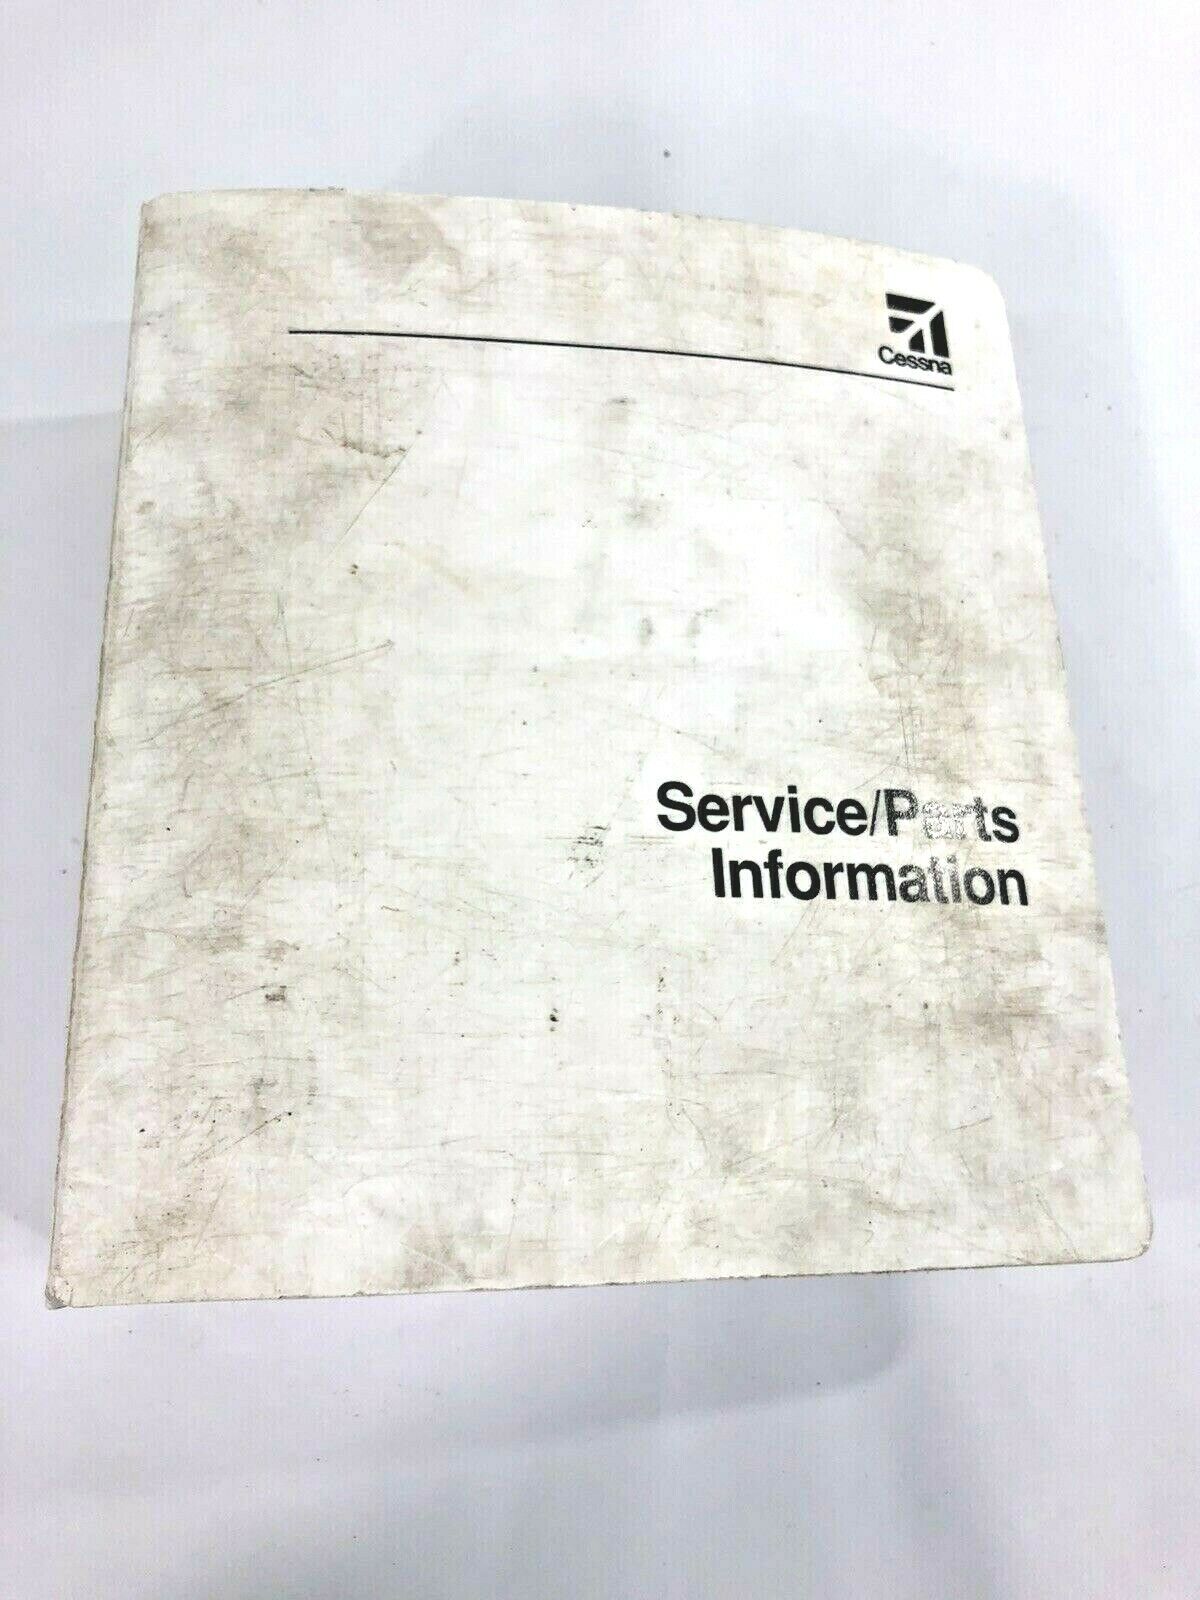 Cessna
Service/Parts
Information